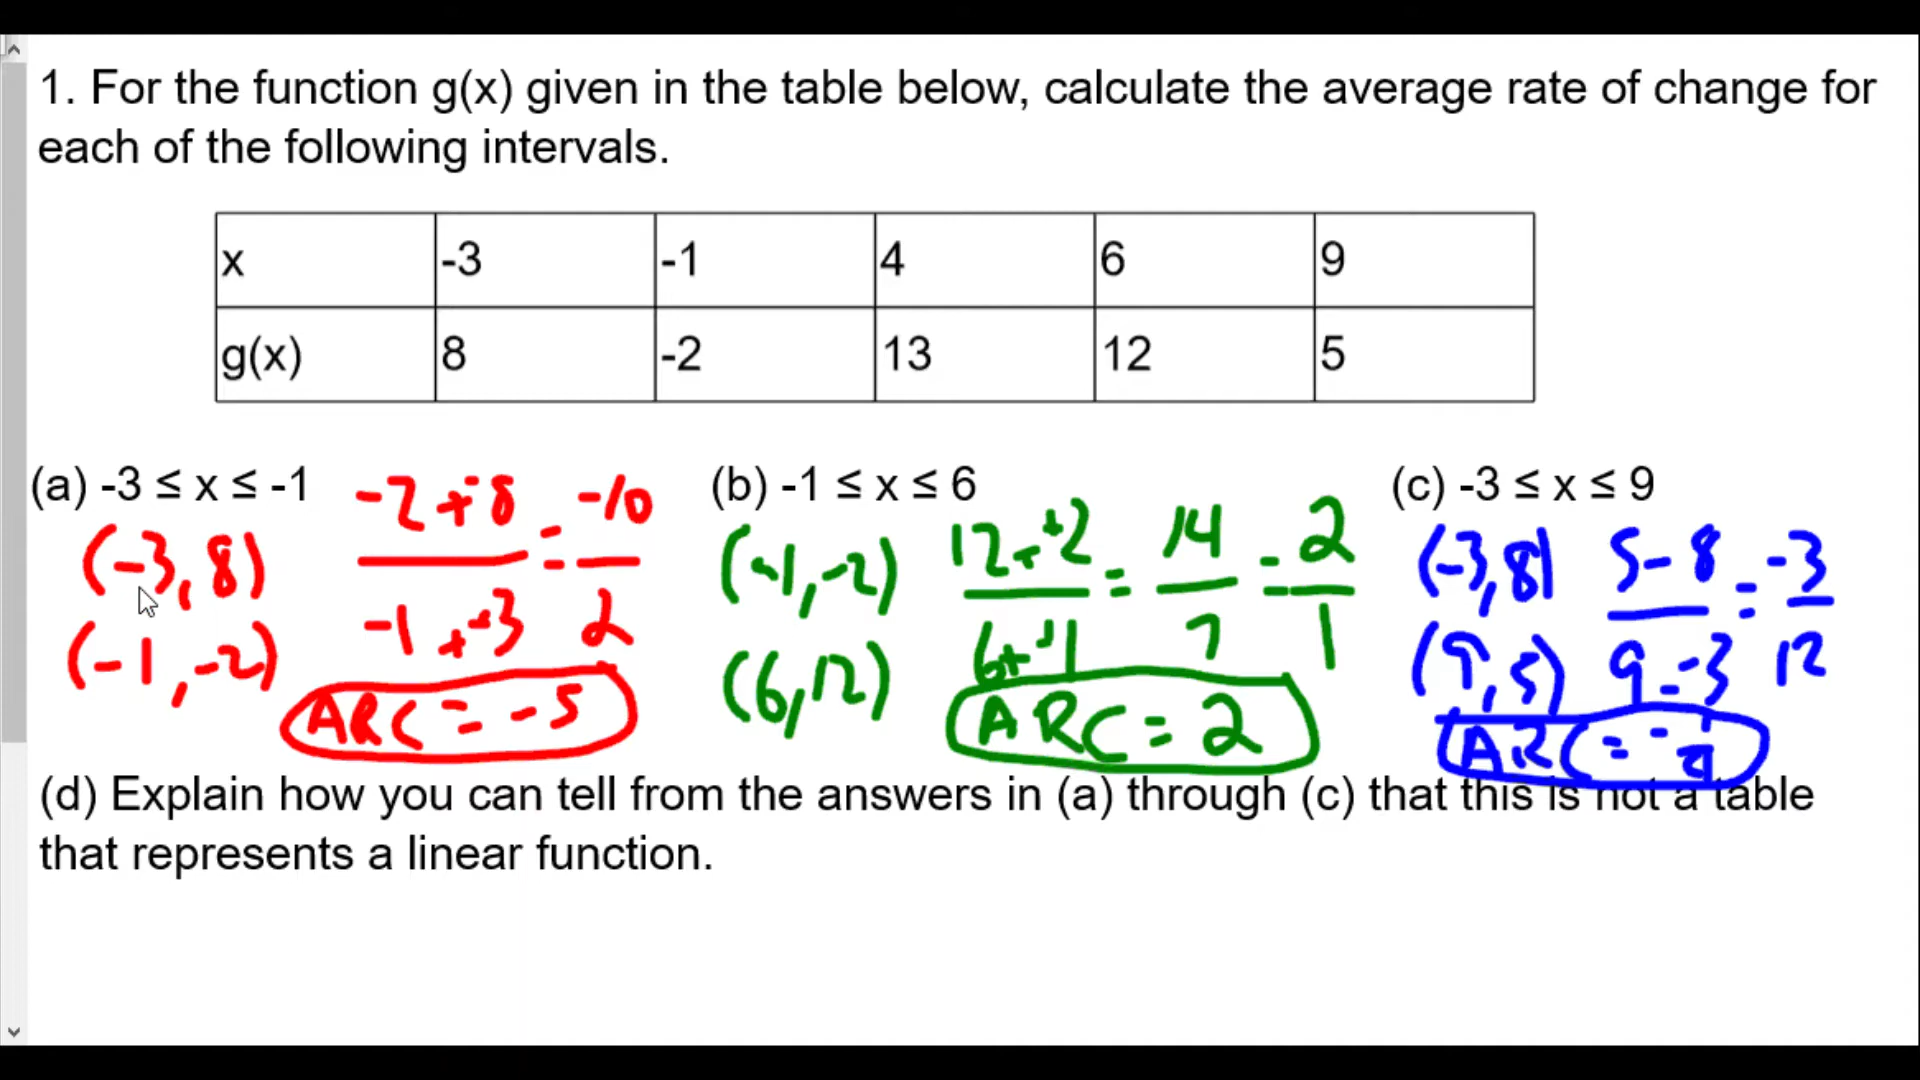 1. For the function g(x) given in the table below, calculate the average rate of change for
each of the following intervals.
x -3 -1 4 6 9
g(x) 8 -2 13 12 5
(a) -3 ≤ x ≤ -1
-2 + -8 = -10
-1 + +3 2
(-3, 8)
(-1, -2)
ARC = -5
(b) -1 ≤ x ≤ 6
12 + +2 = 14 = 2
6 + +1 7 1
(-1, -2)
(6, 12)
ARC = 2
(c) -3 ≤ x ≤ 9
5 - 8 = -3
9 - -3 12
(-3, 8)
(9, 5)
ARC = -1/4
(d) Explain how you can tell from the answers in (a) through (c) that this is not a table
that represents a linear function.